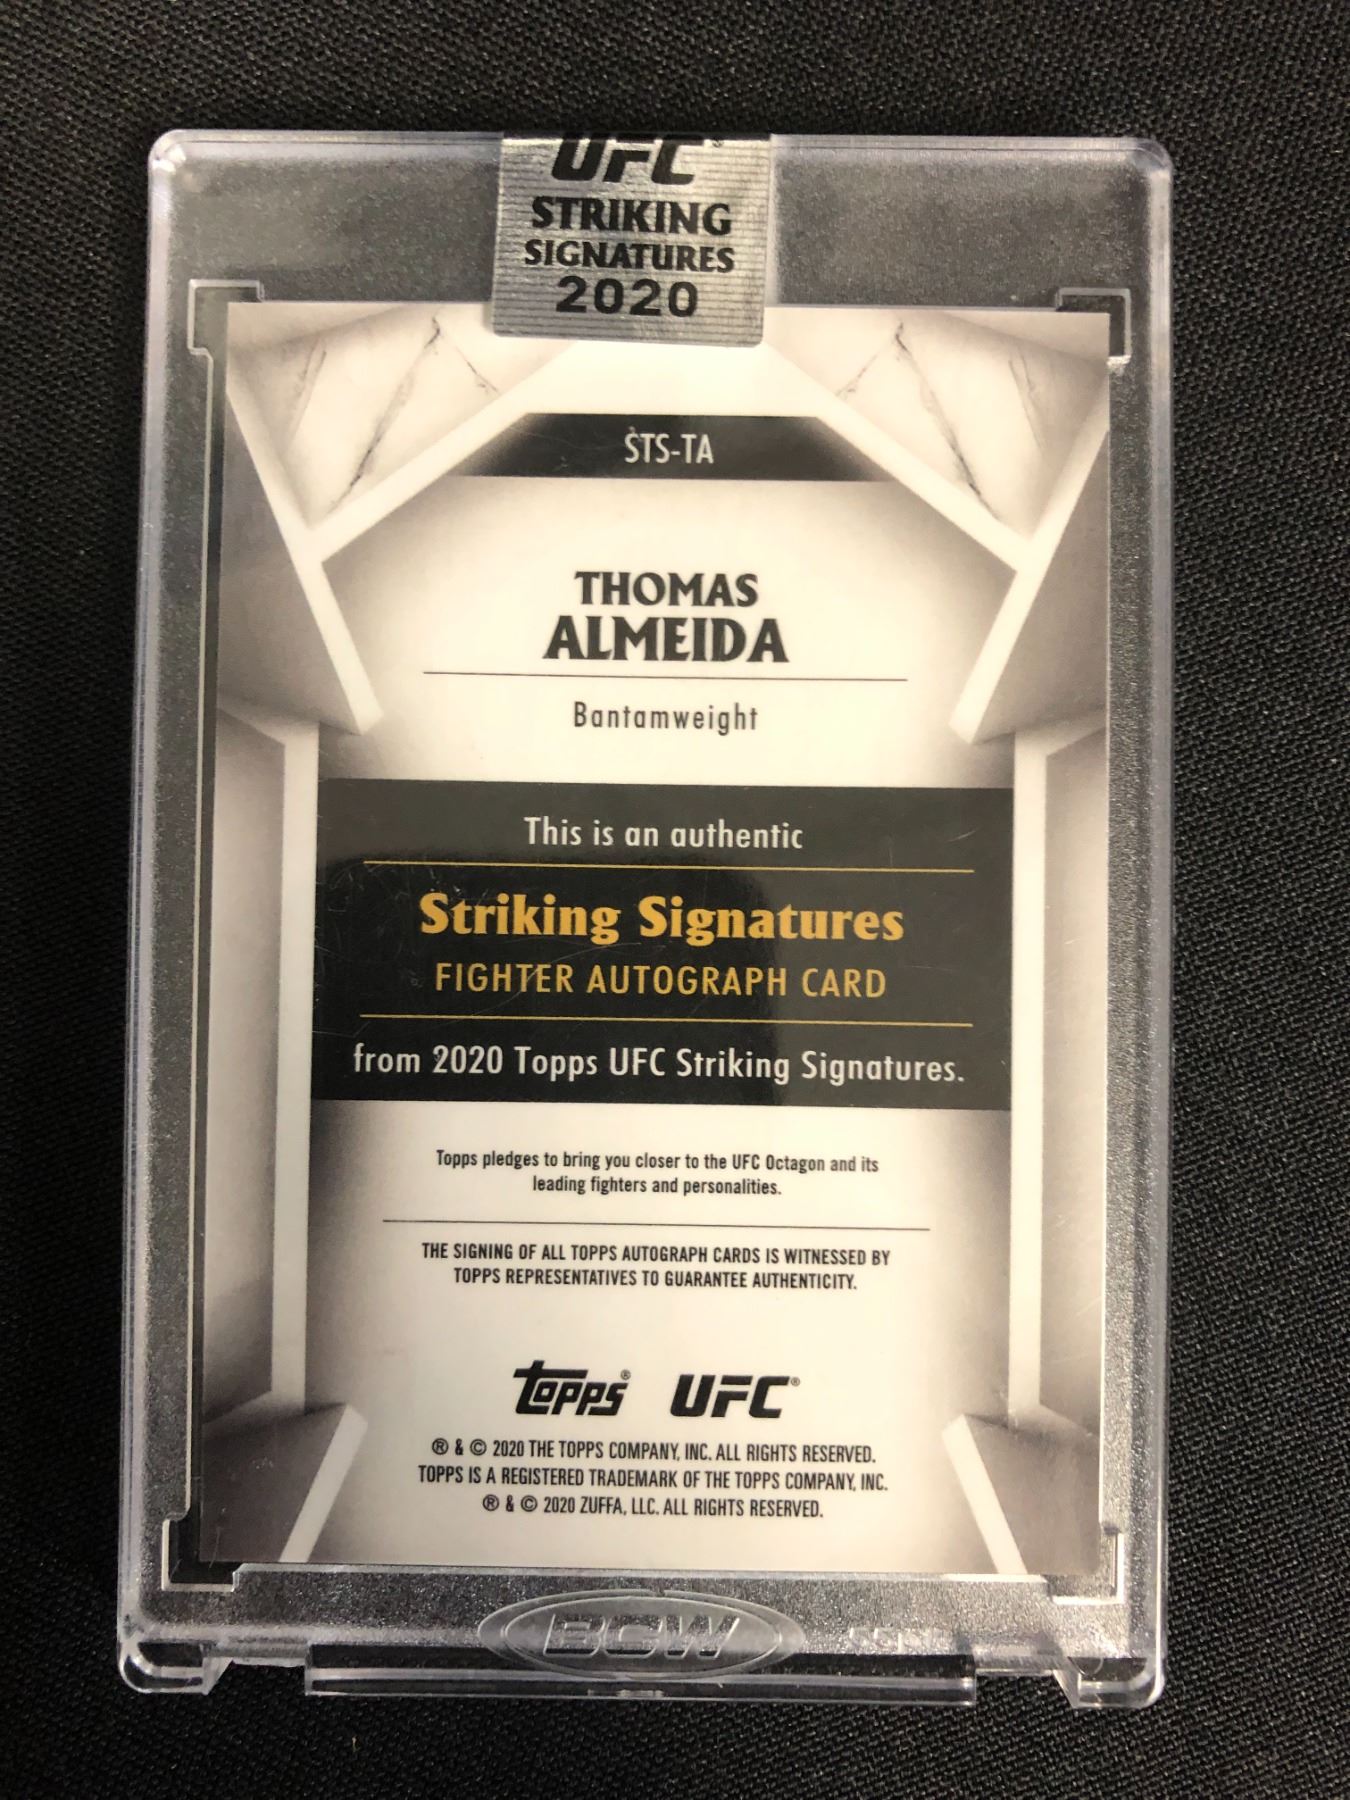 UFC®
STRIKING
SIGNATURES
2020
STS-TA
THOMAS
ALMEIDA
Bantamweight
This is an authentic
Striking Signatures
FIGHTER AUTOGRAPH CARD
from 2020 Topps UFC Striking Signatures.
Topps pledges to bring you closer to the UFC Octagon and its
leading fighters and personalities.
THE SIGNING OF ALL TOPPS AUTOGRAPH CARDS IS WITNESSED BY
TOPPS REPRESENTATIVES TO GUARANTEE AUTHENTICITY.
topps® UFC®
® & © 2020 THE TOPPS COMPANY, INC. ALL RIGHTS RESERVED.
TOPPS IS A REGISTERED TRADEMARK OF THE TOPPS COMPANY, INC.
® & © 2020 ZUFFA, LLC. ALL RIGHTS RESERVED.
BCW